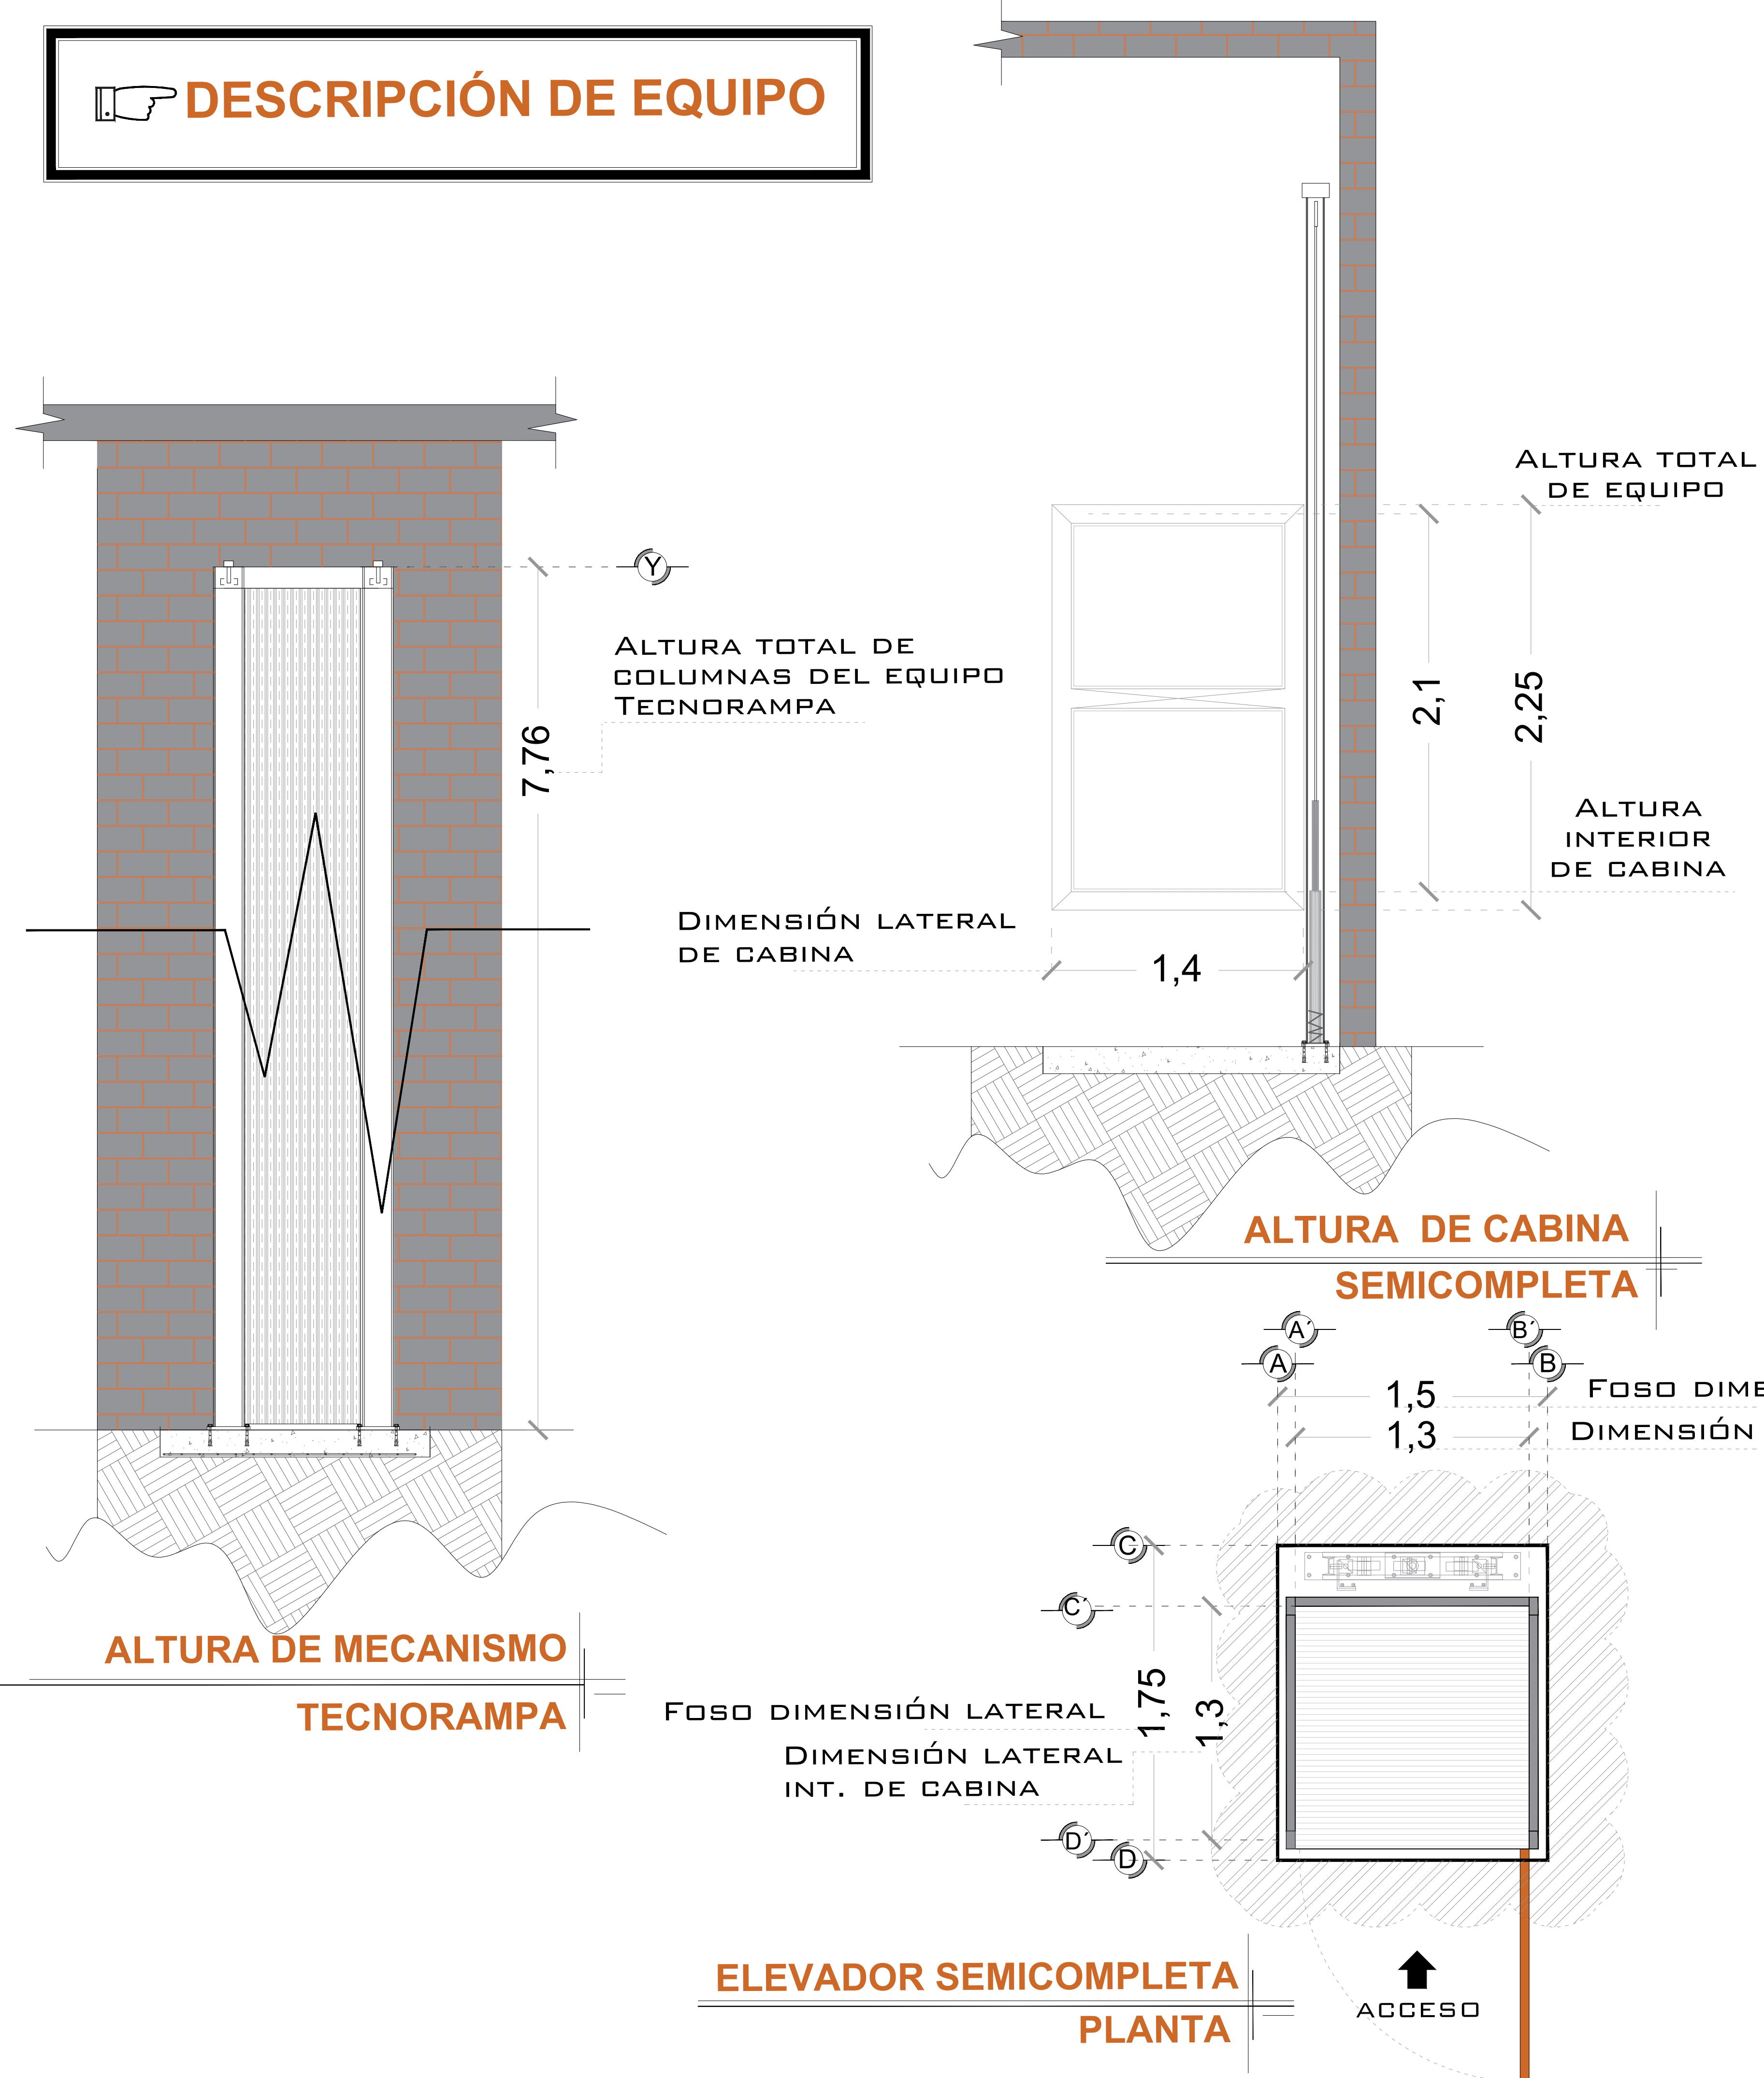 DESCRIPCIÓN DE EQUIPO
ALTURA TOTAL
DE EQUIPO
Y
ALTURA TOTAL DE
COLUMNAS DEL EQUIPO
TECNORAMPA
7,76
2,1
2,25
ALTURA
INTERIOR
DE CABINA
DIMENSIÓN LATERAL
DE CABINA
1,4
ALTURA DE CABINA
SEMICOMPLETA
A´
B´
A
B
1,5
FOSO DIME
1,3
DIMENSIÓN
C
C´
ALTURA DE MECANISMO
TECNORAMPA
1,75
1,3
FOSO DIMENSIÓN LATERAL
DIMENSIÓN LATERAL
INT. DE CABINA
D´
D
ELEVADOR SEMICOMPLETA
PLANTA
ACCESO